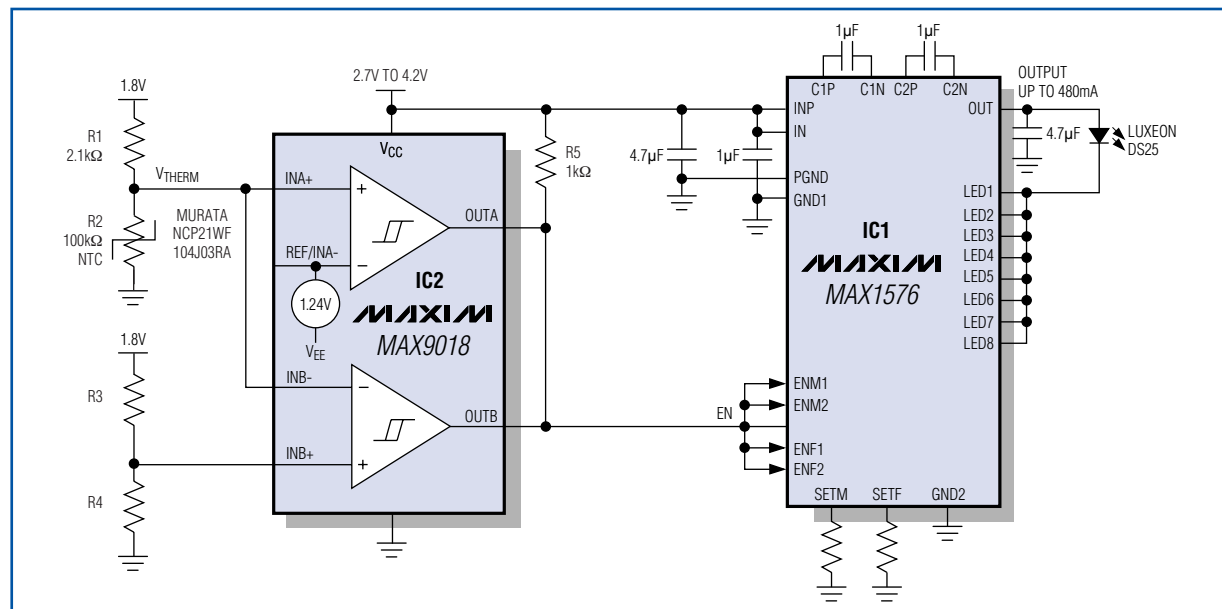 1µF
1µF
2.7V TO 4.2V
1.8V
C1P
C1N
C2P
C2N
OUTPUT
UP TO 480mA
INP
OUT
R1
2.1kΩ
IN
VCC
R5
1kΩ
4.7µF
1µF
4.7µF
LUXEON
DS25
VTHERM
INA+
+
PGND
GND1
LED1
R2
100kΩ
NTC
MURATA
NCP21WF
104J03RA
OUTA
LED2
LED3
REF/INA-
−
IC2
IC1
LED4
1.24V
MAXIM
MAX9018
MAXIM
MAX1576
LED5
LED6
LED7
LED8
VEE
1.8V
INB-
−
R3
OUTB
EN
ENM1
ENM2
INB+
+
ENF1
ENF2
R4
SETM
SETF
GND2